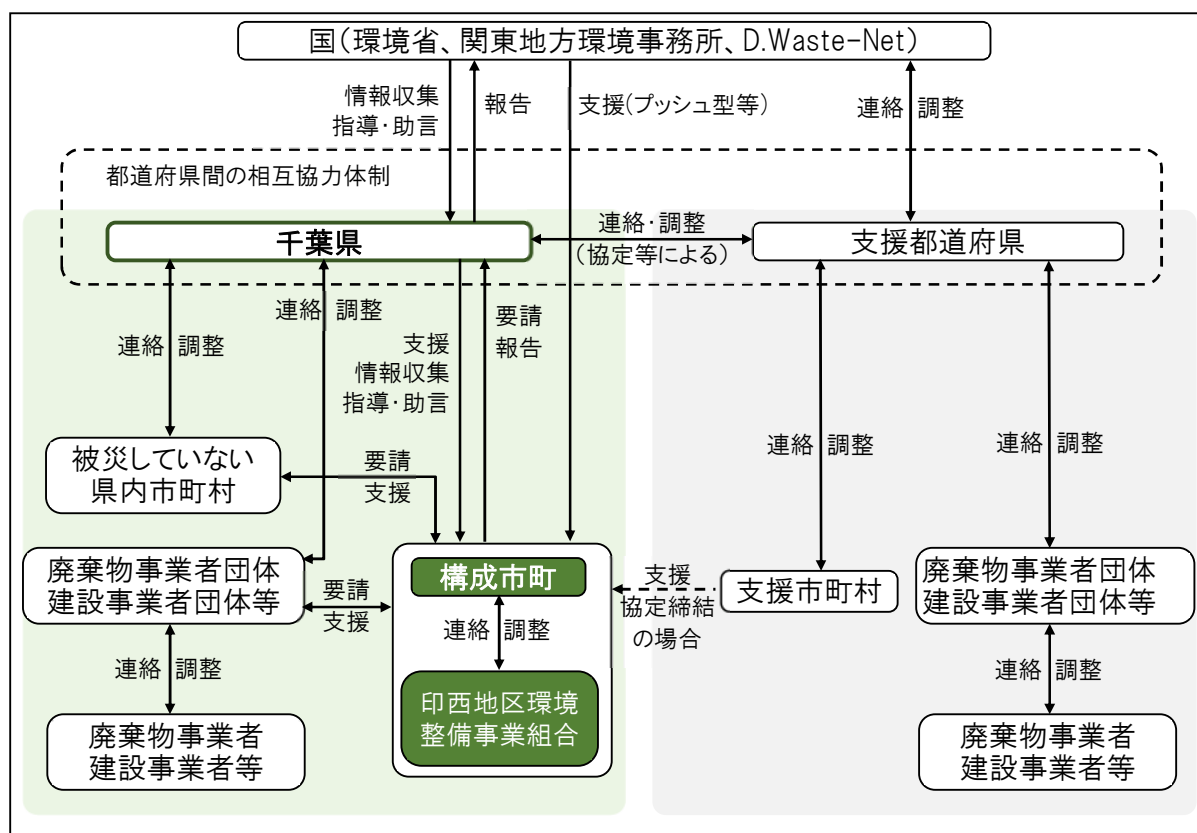 国（環境省、関東地方環境事務所、D.Waste-Net）
情報収集
指導・助言
報告
支援(プッシュ型等)
連絡 調整
都道府県間の相互協力体制
千葉県
連絡・調整
（協定等による）
支援都道府県
連絡 調整
連絡 調整
支援
情報収集
指導・助言
要請
報告
連絡 調整
連絡 調整
被災していない
県内市町村
要請
支援
廃棄物事業者団体
建設事業者団体等
要請
支援
構成市町
連絡 調整
印西地区環境
整備事業組合
支援
協定締結
の場合
支援市町村
廃棄物事業者団体
建設事業者団体等
連絡 調整
廃棄物事業者
建設事業者等
連絡 調整
廃棄物事業者
建設事業者等